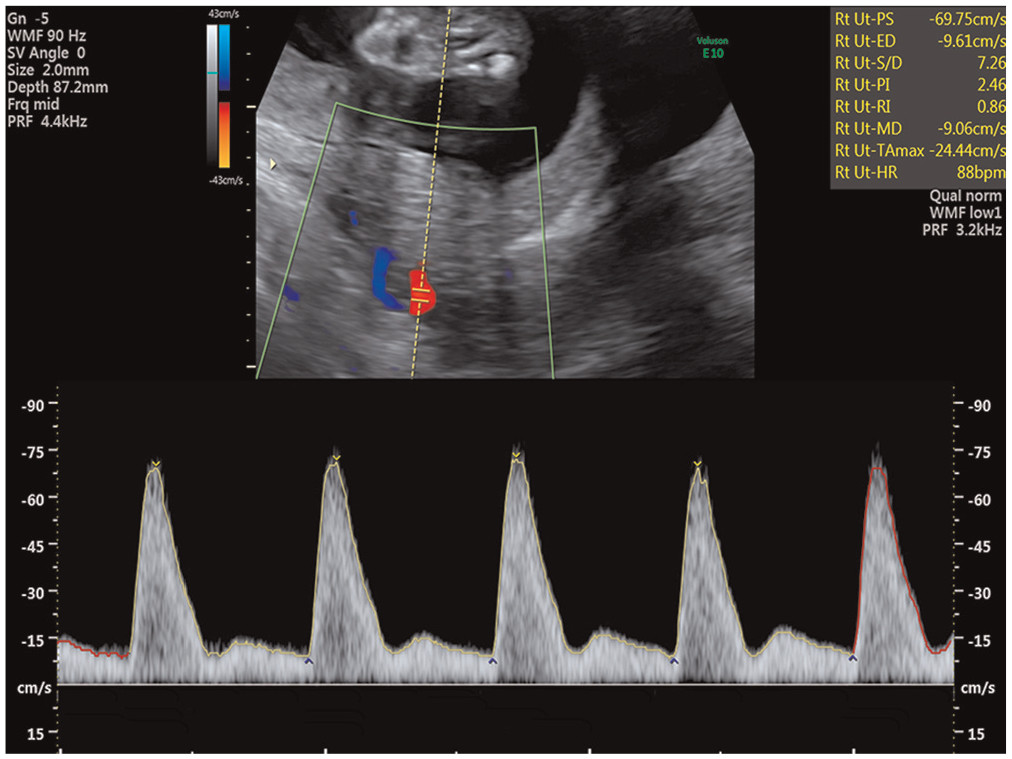 Gn -5
WMF 90 Hz
SV Angle 0
Size 2.0mm
Depth 87.2mm
Frq mid
PRF 4.4kHz
43cm/s
-43cm/s
Voluson
E10
Rt Ut-PS -69.75cm/s
Rt Ut-ED -9.61cm/s
Rt Ut-S/D 7.26
Rt Ut-PI 2.46
Rt Ut-RI 0.86
Rt Ut-MD -9.06cm/s
Rt Ut-TAmax -24.44cm/s
Rt Ut-HR 88bpm
Qual norm
WMF low1
PRF 3.2kHz
-90 -90
-75 -75
-60 -60
-45 -45
-30 -30
-15 -15
cm/s cm/s
15 15